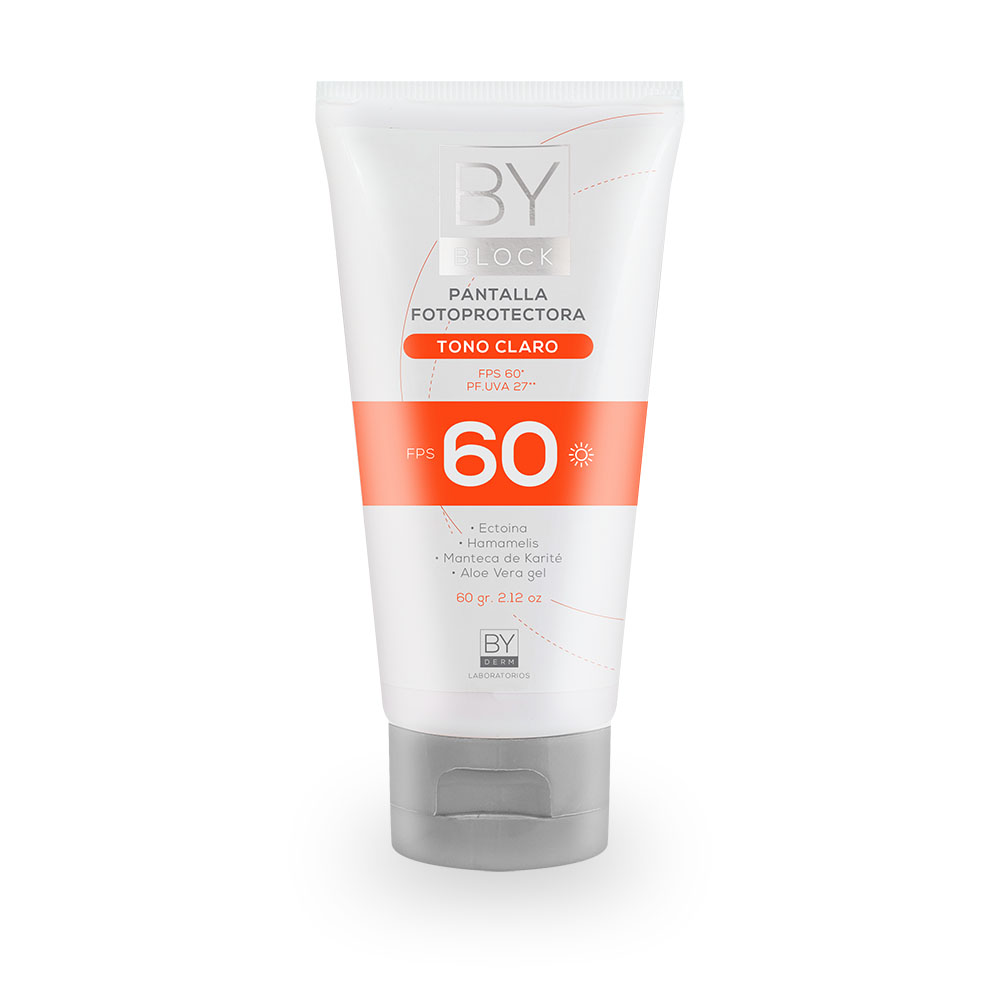 BY
BLOCK
PANTALLA
FOTOPROTECTORA
TONO CLARO
FPS 60*
PF.UVA 27**
FPS 60
• Ectoina
• Hamamelis
• Manteca de Karité
• Aloe Vera gel
60 gr. 2.12 oz
BY
DERM
LABORATORIOS